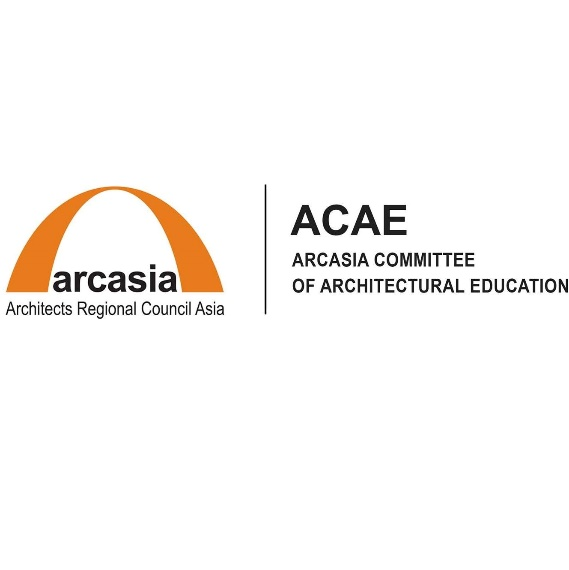 arcasia
Architects Regional Council Asia
ACAE
ARCASIA COMMITTEE
OF ARCHITECTURAL EDUCATION